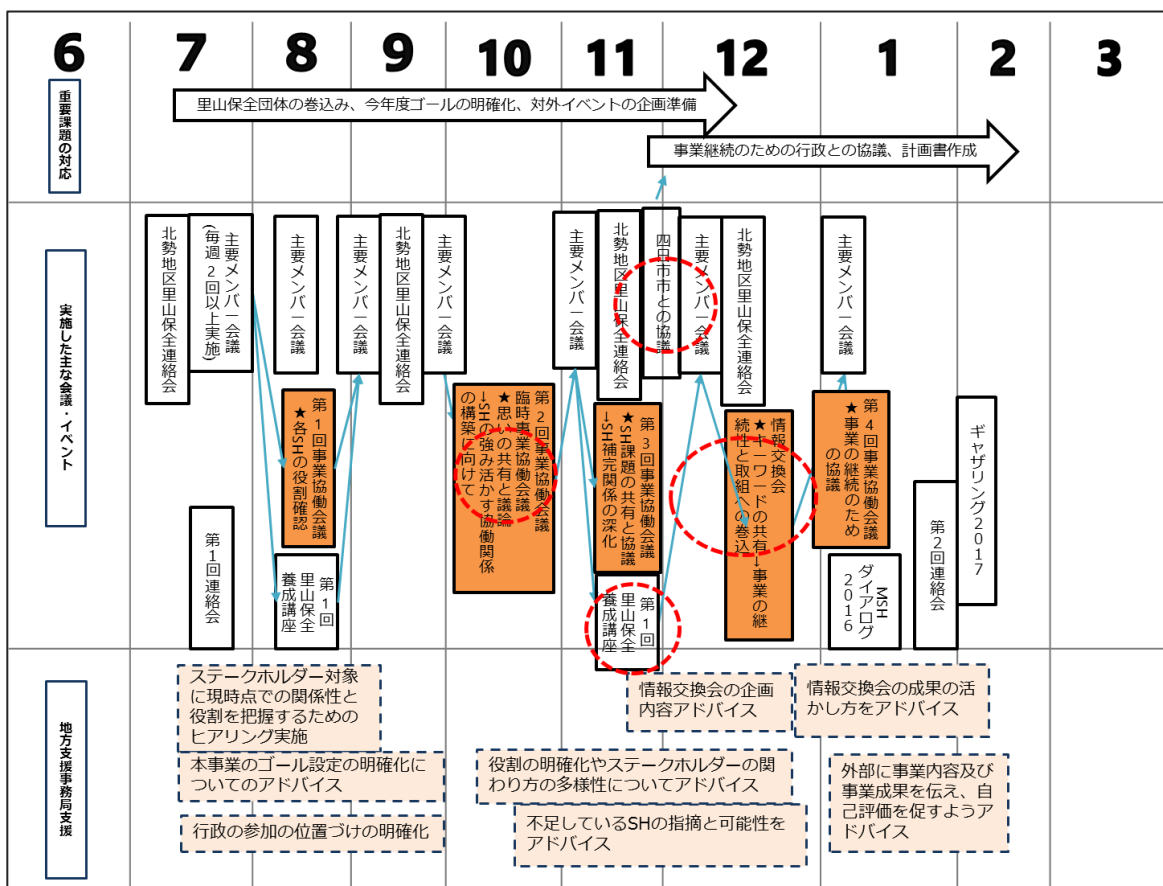 6
7
8
9
10
11
12
1
2
3
重要課題の対応
里山保全団体の巻込み、今年度ゴールの明確化、対外イベントの企画準備
事業継続のための行政との協議、計画書作成
実施した主な会議・イベント
北勢地区里山保全連絡会
主要メンバー会議
(毎週2回以上実施)
主要メンバー会議
主要メンバー会議
北勢地区里山保全連絡会
主要メンバー会議
主要メンバー会議
北勢地区里山保全連絡会
四日市市との協議
主要メンバー会議
北勢地区里山保全連絡会
主要メンバー会議
第1回連絡会
第1回事業協働会議
★各SHの役割確認
第1回
里山保全
養成講座
第2回事業協働会議
臨時事業協働会議
★思いの共有と議論
→SHの強み活かす協働関係
の構築に向けて
第3回事業協働会議
★SH課題の共有と協議
→SH補完関係の深化
第1回
里山保全
養成講座
情報交換会
★キーワードの共有→事業の継
続性と取組への巻込
第4回事業協働会議
★事業の継続のため
の協議
MSH
ダイアログ
2016
第2回連絡会
ギャザリング2017
地方支援事務局支援
ステークホルダー対象
に現時点での関係性と
役割を把握するための
ヒアリング実施
本事業のゴール設定の明確化に
ついてのアドバイス
行政の参加の位置づけの明確化
情報交換会の企画
内容アドバイス
役割の明確化やステークホルダーの関
わり方の多様性についてアドバイス
不足しているSHの指摘と可能性を
アドバイス
情報交換会の成果の活
かし方をアドバイス
外部に事業内容及び
事業成果を伝え、自
己評価を促すようアド
バイス